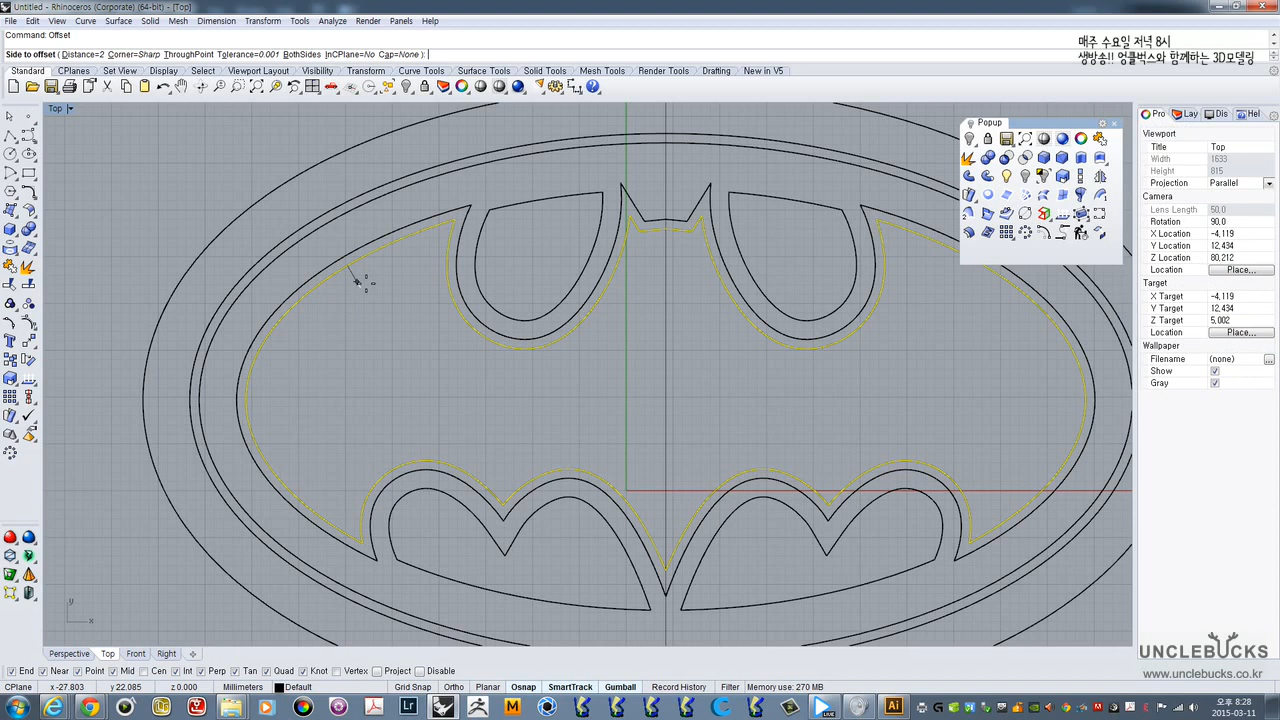 Untitled - Rhinoceros (Corporate) (64-bit) - [Top]
File Edit View Curve Surface Solid Mesh Dimension Transform Tools Analyze Render Panels Help
Command: Offset
Side to offset ( Distance=2 Corner=Sharp ThroughPoint Tolerance=0.001 BothSides InCPlane=No Cap=None ):
매주 수요일 저녁 8시
생방송!! 엉클벅스와 함께하는 3D모델링
Standard CPlanes Set View Display Select Viewport Layout Visibility Transform Curve Tools Surface Tools Solid Tools Mesh Tools Render Tools Drafting New In V5
Top
Popup
Pro Lay Dis Hel
Viewport
Title Top
Width 1633
Height 815
Projection Parallel
Camera
Lens Length 50,0
Rotation 90,0
X Location -4,119
Y Location 12,434
Z Location 80,212
Location Place...
Target
X Target -4,119
Y Target 12,434
Z Target 5,002
Location Place...
Wallpaper
Filename (none) ...
Show
Gray
y
x
Perspective Top Front Right
End Near Point Mid Cen Int Perp Tan Quad Knot Vertex Project Disable
CPlane x -27.803 y 22.085 z 0.000 Millimeters Default Grid Snap Ortho Planar Osnap SmartTrack Gumball Record History Filter Memory use: 270 MB
UNCLEBUCKS
www.unclebucks.co.kr
Lr
M
LIVE
Ai
오후 8:28
2015-03-11